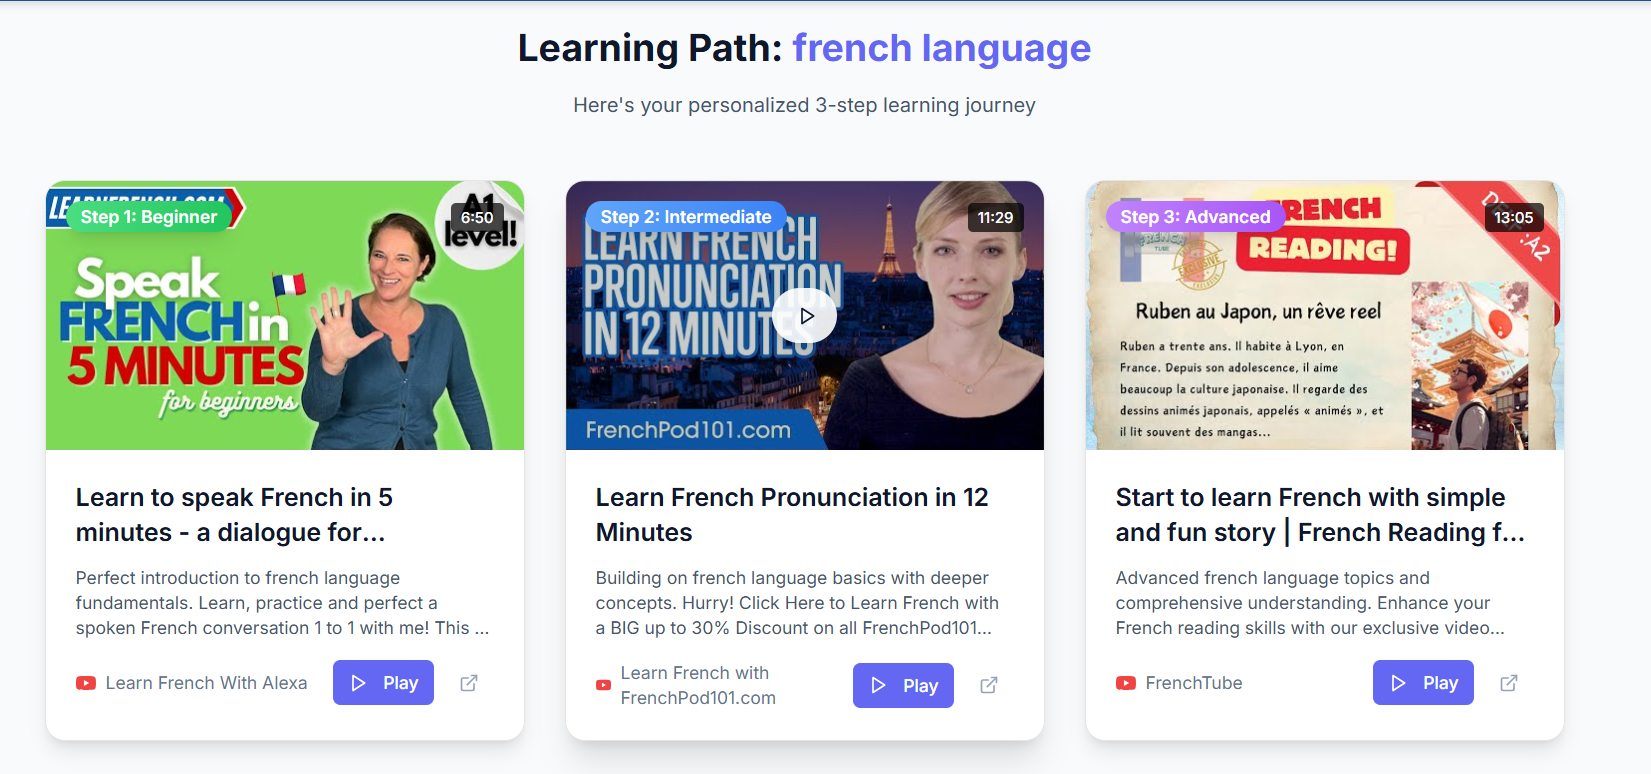 Learning Path: french language
Here's your personalized 3-step learning journey
Step 1: Beginner
A1
6:50
level!
Speak
FRENCH in
5 MINUTES
for beginners
Learn to speak French in 5
minutes - a dialogue for...
Perfect introduction to french language
fundamentals. Learn, practice and perfect a
spoken French conversation 1 to 1 with me! This ...
Learn French With Alexa
Play
Step 2: Intermediate
11:29
LEARN FRENCH
PRONUNCIATION
IN 12 MINUTES
FrenchPod101.com
Learn French Pronunciation in 12
Minutes
Building on french language basics with deeper
concepts. Hurry! Click Here to Learn French with
a BIG up to 30% Discount on all FrenchPod101...
Learn French with
FrenchPod101.com
Play
Step 3: Advanced
13:05
FRENCH
READING!
FRENCH
TUBE
EXCLUSIVE
:A2
Ruben au Japon, un rêve reel
Ruben a trente ans. Il habite à Lyon, en
France. Depuis son adolescence, il aime
beaucoup la culture japonaise. Il regarde des
dessins animés japonais, appelés « animés », et
il lit souvent des mangas...
Start to learn French with simple
and fun story | French Reading f...
Advanced french language topics and
comprehensive understanding. Enhance your
French reading skills with our exclusive video...
FrenchTube
Play